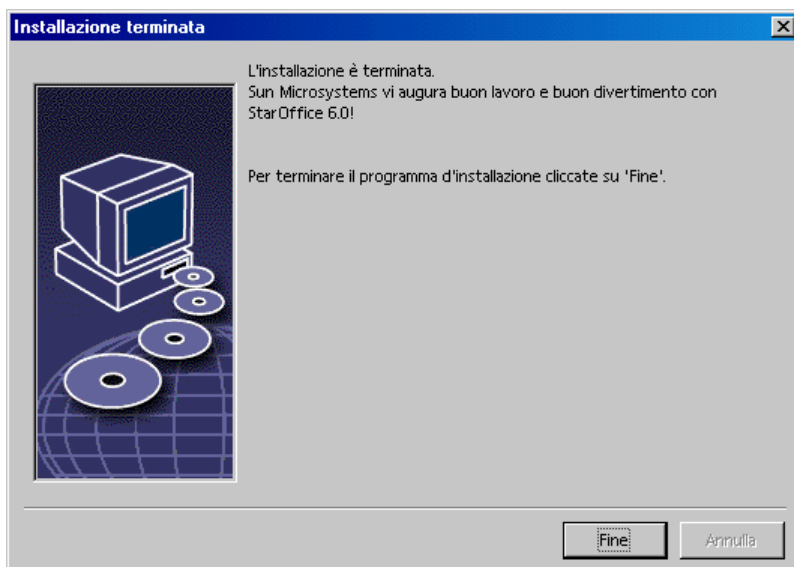 Installazione terminata
L'installazione è terminata.
Sun Microsystems vi augura buon lavoro e buon divertimento con
StarOffice 6.0!
Per terminare il programma d'installazione cliccate su 'Fine'.
Fine
Annulla